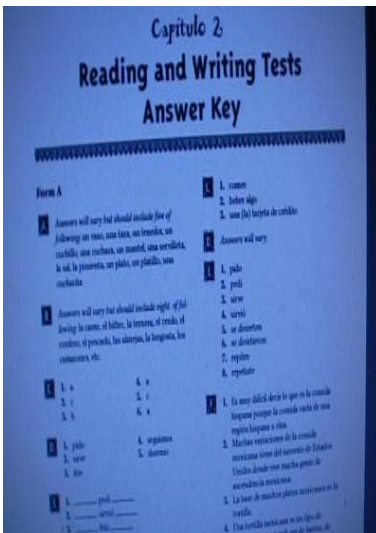 Capítulo 2
Reading and Writing Tests
Answer Key
Form A
A Answers will vary but should include five of
following: un vaso, una taza, un tenedor, un
cuchillo, una cuchara, un mantel, una servilleta,
la sal, la pimienta, un plato, un platillo, una
cucharita
B Answers will vary but should include eight of fol-
lowing: la carne, el biftec, la ternera, el cerdo, el
cordero, el pescado, las almejas, la langosta, los
camarones, etc.
C 1. a
2. c
3. b
4. a
5. c
6. a
D 1. pido
2. sirve
3. frío
4. seguimos
5. duermo
1. pedí
2. sirvió
C 1. comer
2. beber algo
3. una (la) tarjeta de crédito
Answers will vary.
E 1. pido
2. pedí
3. sirve
4. sirvió
5. se divierten
6. se divirtieron
7. repites
8. repetiste
F 1. Es muy difícil decir lo que es la comida
hispana porque la comida varía de una
región hispana a otra.
2. Muchas variaciones de la comida
mexicana viene del suroeste de Estados
Unidos donde vive mucha gente de
ascendencia mexicana.
3. La base de muchos platos mexicanos es la
tortilla.
4. Una tortilla mexicana es un tipo de